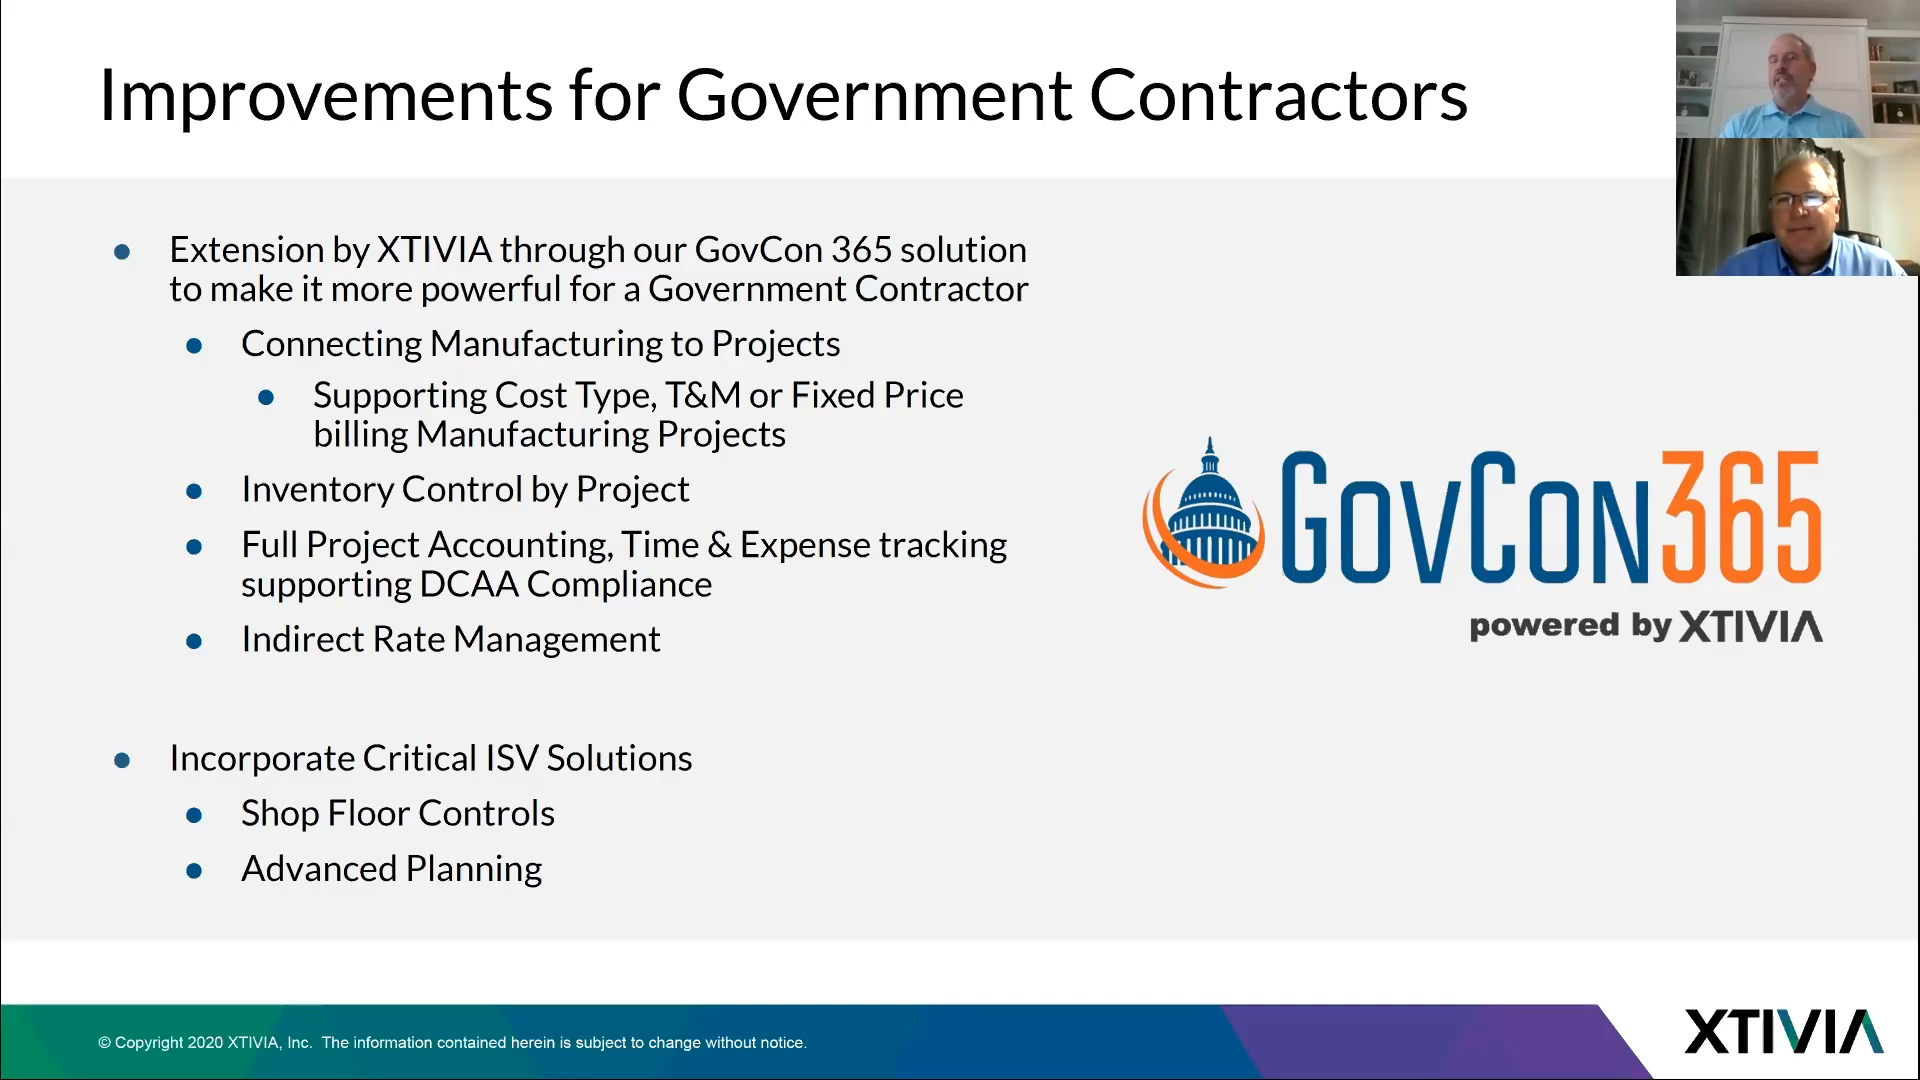 Improvements for Government Contractors
Extension by XTIVIA through our GovCon 365 solution
to make it more powerful for a Government Contractor
Connecting Manufacturing to Projects
Supporting Cost Type, T&M or Fixed Price
billing Manufacturing Projects
Inventory Control by Project
Full Project Accounting, Time & Expense tracking
supporting DCAA Compliance
Indirect Rate Management
Incorporate Critical ISV Solutions
Shop Floor Controls
Advanced Planning
GOVCON365
powered by XTIVIA
© Copyright 2020 XTIVIA, Inc. The information contained herein is subject to change without notice.
XTIVIA